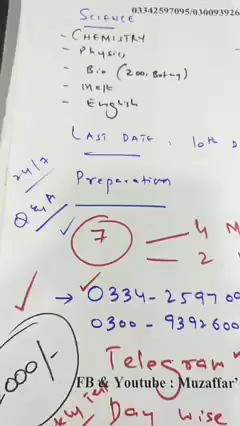 03342597095/030093926
SCIENCE
- CHEMISTRY
- Physics
- Bio (Zoo, Botany)
- Math
- English
LAST DATE : 10th D
24/7
Q & A
Preparation
7 — 4 M
— 2
→ 0334-259709
0300-9392600
000/-
Telegram
FB & Youtube : Muzaffar'
Day wise